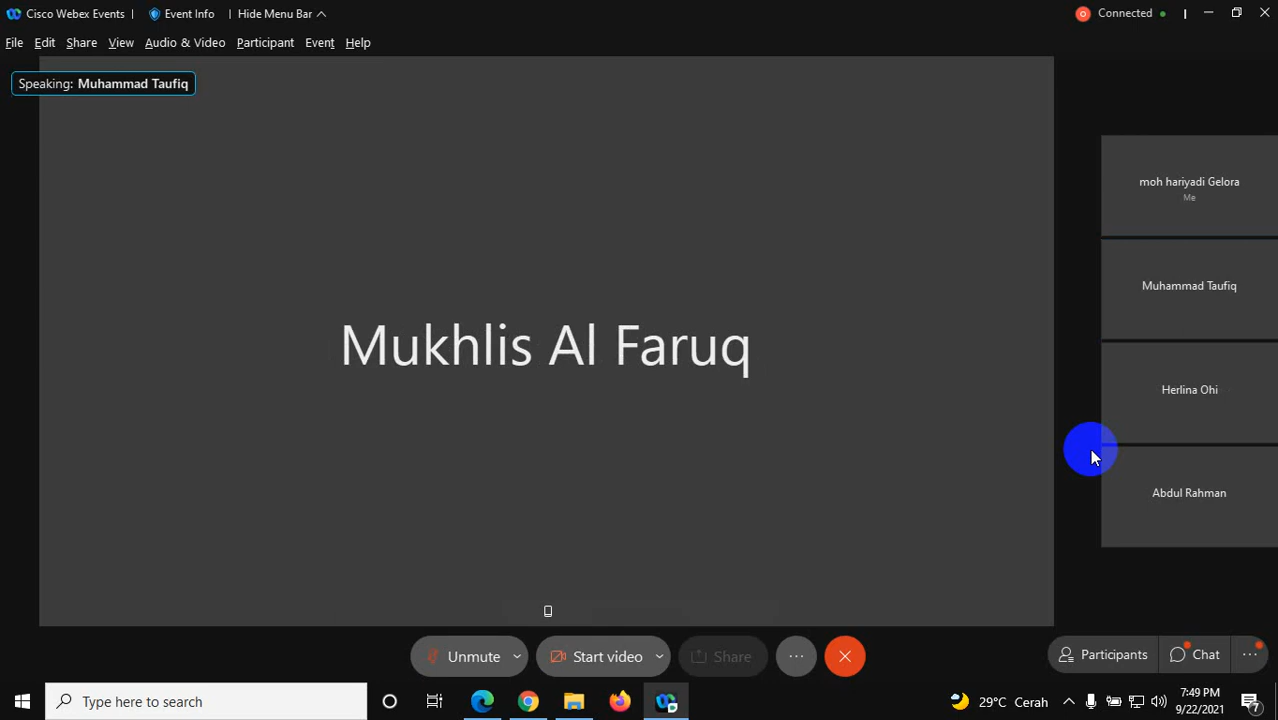 Cisco Webex Events | Event Info | Hide Menu Bar
Connected
File Edit Share View Audio & Video Participant Event Help
Speaking: Muhammad Taufiq
moh hariyadi Gelora
Me
Muhammad Taufiq
Mukhlis Al Faruq
Herlina Ohi
Abdul Rahman
Unmute Start video Share Participants Chat
Type here to search
29°C Cerah
7:49 PM
9/22/2021
7